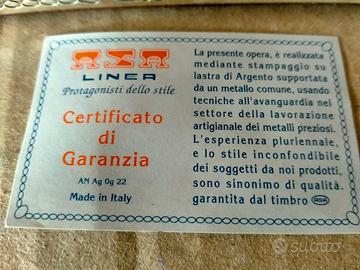 ASA
LINEA
Protagonisti dello stile
Certificato
di
Garanzia
AN Ag 0g 22
Made in Italy
La presente opera, è realizzata
mediante stampaggio su
lastra di Argento supportata
da un metallo comune, usando
tecniche all'avanguardia nel
settore della lavorazione
artigianale dei metalli preziosi.
L'esperienza pluriennale,
e lo stile inconfondibile
dei soggetti da noi prodotti,
sono sinonimo di qualità.
garantita dal timbro ASA
subito